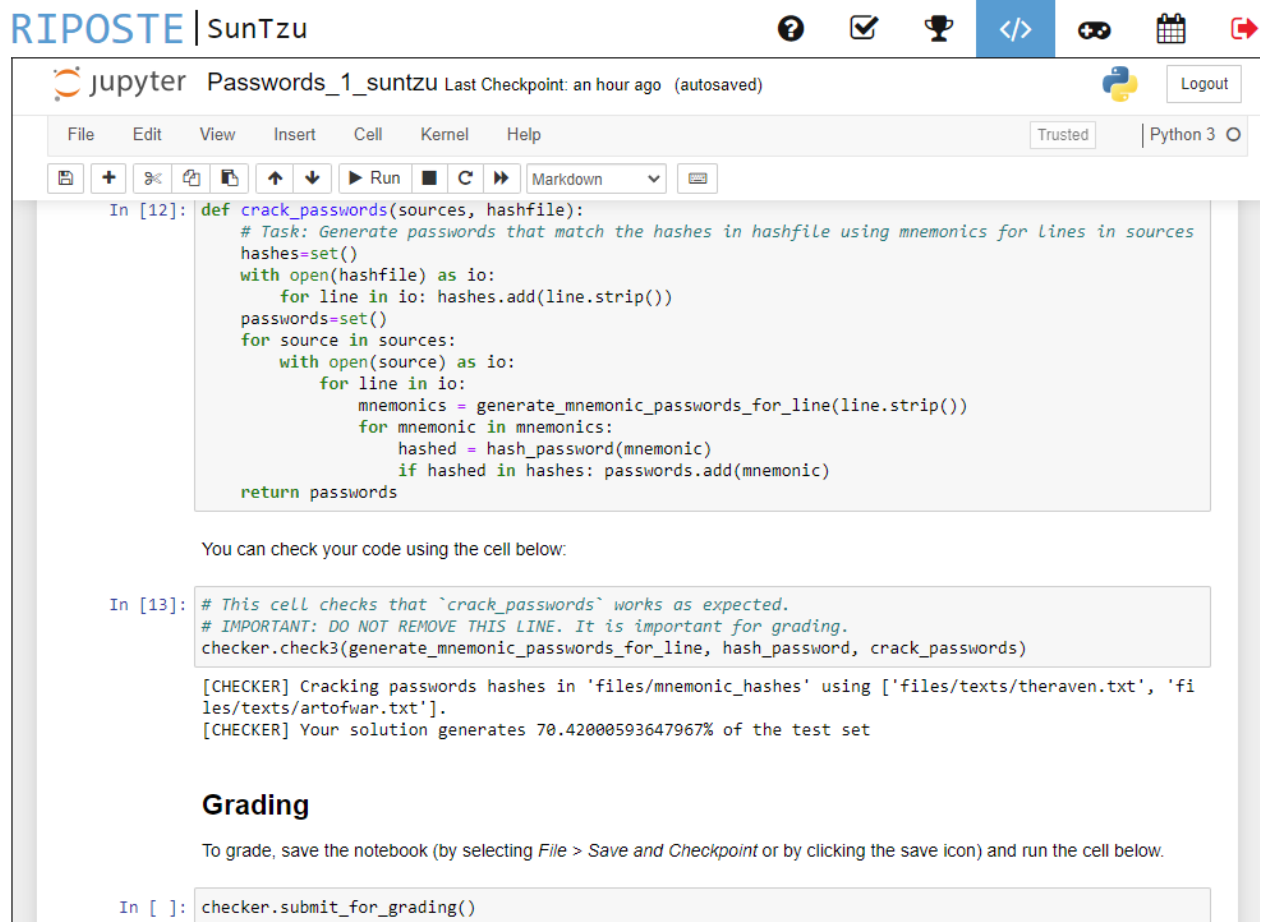 RIPOSTE | SunTzu
</>
jupyter Passwords_1_suntzu Last Checkpoint: an hour ago (autosaved)
Logout
File Edit View Insert Cell Kernel Help
Trusted
Python 3
Run
Markdown
In [12]: def crack_passwords(sources, hashfile):
    # Task: Generate passwords that match the hashes in hashfile using mnemonics for lines in sources
    hashes=set()
    with open(hashfile) as io:
        for line in io: hashes.add(line.strip())
    passwords=set()
    for source in sources:
        with open(source) as io:
            for line in io:
                mnemonics = generate_mnemonic_passwords_for_line(line.strip())
                for mnemonic in mnemonics:
                    hashed = hash_password(mnemonic)
                    if hashed in hashes: passwords.add(mnemonic)
    return passwords
You can check your code using the cell below:
In [13]: # This cell checks that `crack_passwords` works as expected.
# IMPORTANT: DO NOT REMOVE THIS LINE. It is important for grading.
checker.check3(generate_mnemonic_passwords_for_line, hash_password, crack_passwords)
[CHECKER] Cracking passwords hashes in 'files/mnemonic_hashes' using ['files/texts/theraven.txt', 'fi
les/texts/artofwar.txt'].
[CHECKER] Your solution generates 70.42000593647967% of the test set
Grading
To grade, save the notebook (by selecting File > Save and Checkpoint or by clicking the save icon) and run the cell below.
In [ ]: checker.submit_for_grading()